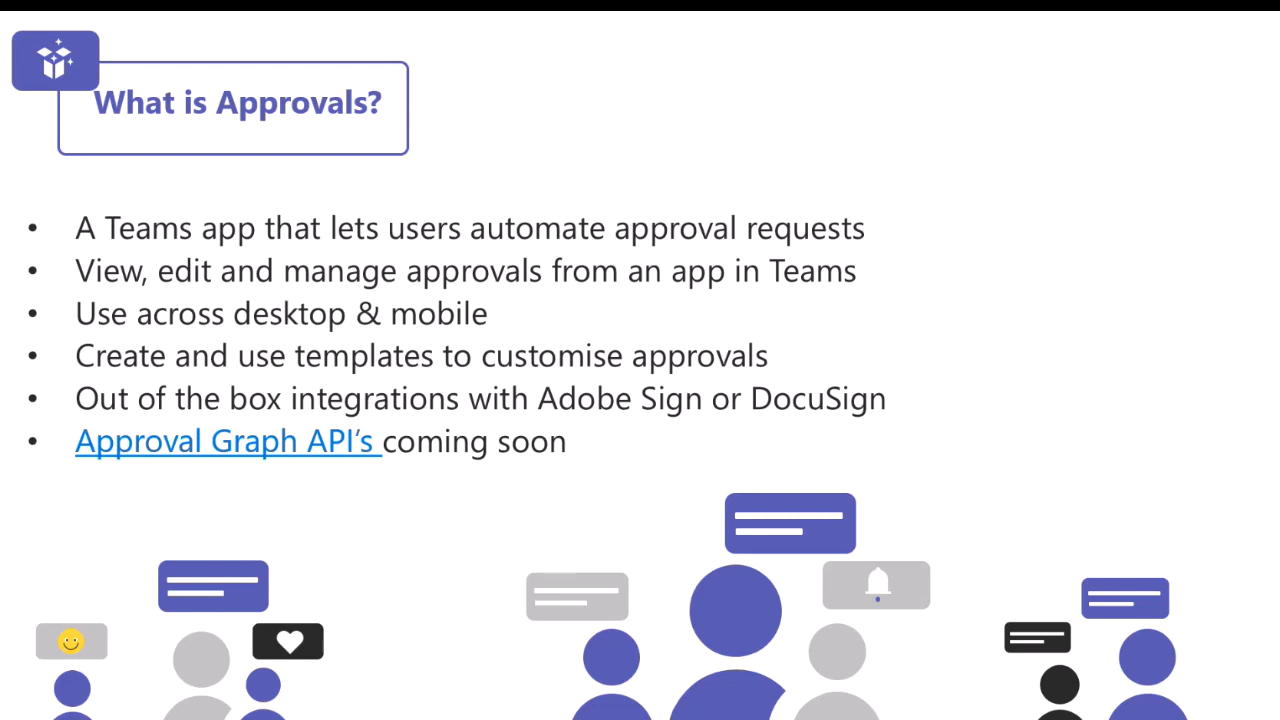 What is Approvals?
• A Teams app that lets users automate approval requests
• View, edit and manage approvals from an app in Teams
• Use across desktop & mobile
• Create and use templates to customise approvals
• Out of the box integrations with Adobe Sign or DocuSign
• Approval Graph API’s coming soon